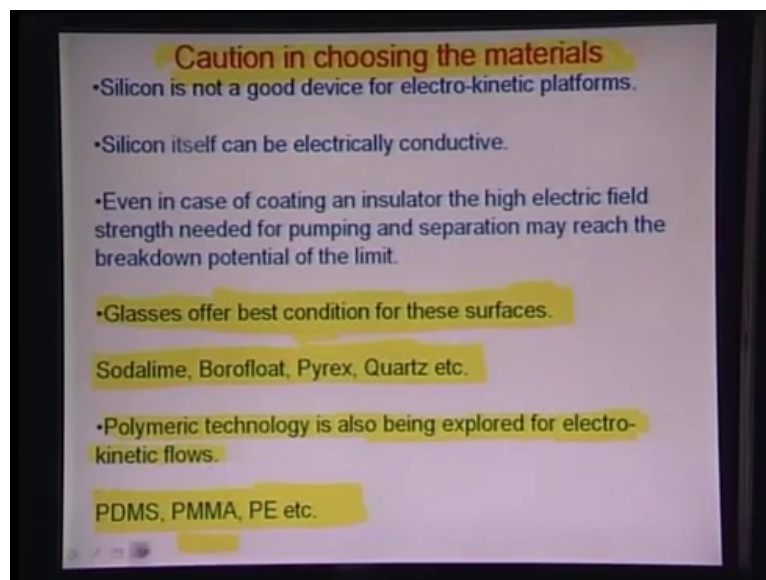 Caution in choosing the materials
•Silicon is not a good device for electro-kinetic platforms.
•Silicon itself can be electrically conductive.
•Even in case of coating an insulator the high electric field
strength needed for pumping and separation may reach the
breakdown potential of the limit.
•Glasses offer best condition for these surfaces.
Sodalime, Borofloat, Pyrex, Quartz etc.
•Polymeric technology is also being explored for electro-
kinetic flows.
PDMS, PMMA, PE etc.